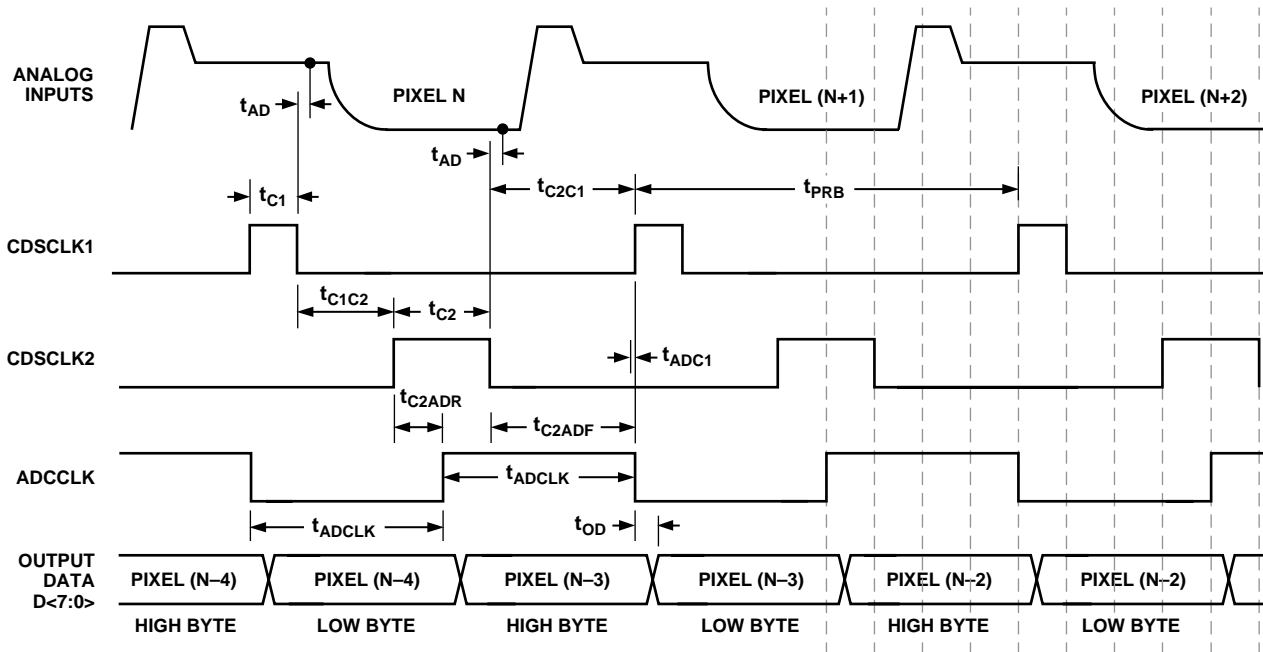 ANALOG
INPUTS
PIXEL N
PIXEL (N+1)
PIXEL (N+2)
tAD
tAD
tC1
tC2C1
tPRB
CDSCLK1
tC1C2
tC2
CDSCLK2
tADC1
tC2ADR
tC2ADF
ADCCLK
tADCLK
tADCLK
tOD
OUTPUT
DATA
D<7:0>
PIXEL (N–4)
PIXEL (N–4)
PIXEL (N–3)
PIXEL (N–3)
PIXEL (N–2)
PIXEL (N–2)
HIGH BYTE
LOW BYTE
HIGH BYTE
LOW BYTE
HIGH BYTE
LOW BYTE